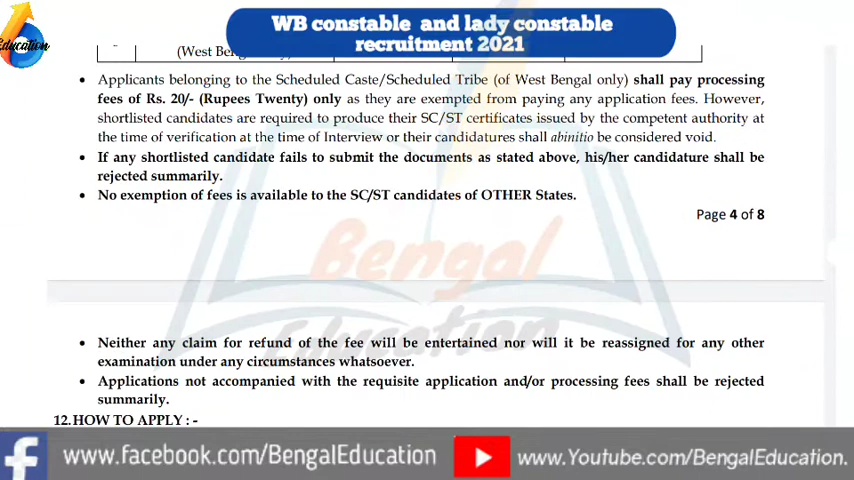 WB constable and lady constable
recruitment 2021
Education
(West Ben
Applicants belonging to the Scheduled Caste/Scheduled Tribe (of West Bengal only) shall pay processing
fees of Rs. 20/- (Rupees Twenty) only as they are exempted from paying any application fees. However,
shortlisted candidates are required to produce their SC/ST certificates issued by the competent authority at
the time of verification at the time of Interview or their candidatures shall abinitio be considered void.
If any shortlisted candidate fails to submit the documents as stated above, his/her candidature shall be
rejected summarily.
No exemption of fees is available to the SC/ST candidates of OTHER States.
Page 4 of 8
Bengal
Education
Neither any claim for refund of the fee will be entertained nor will it be reassigned for any other
examination under any circumstances whatsoever.
Applications not accompanied with the requisite application and/or processing fees shall be rejected
summarily.
12. HOW TO APPLY : -
www.facebook.com/BengalEducation
www.Youtube.com/BengalEducation.